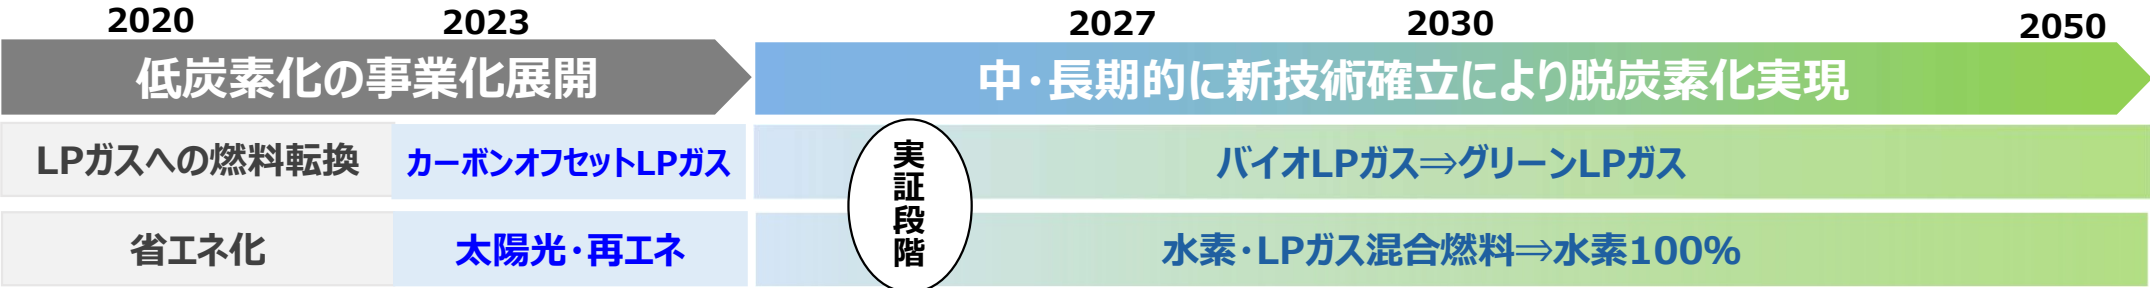 2020
2023
2027
2030
2050
低炭素化の事業化展開
中・長期的に新技術確立により脱炭素化実現
LPガスへの燃料転換
カーボンオフセットLPガス
実証段階
バイオLPガス⇒グリーンLPガス
省エネ化
太陽光・再エネ
水素・LPガス混合燃料⇒水素100%